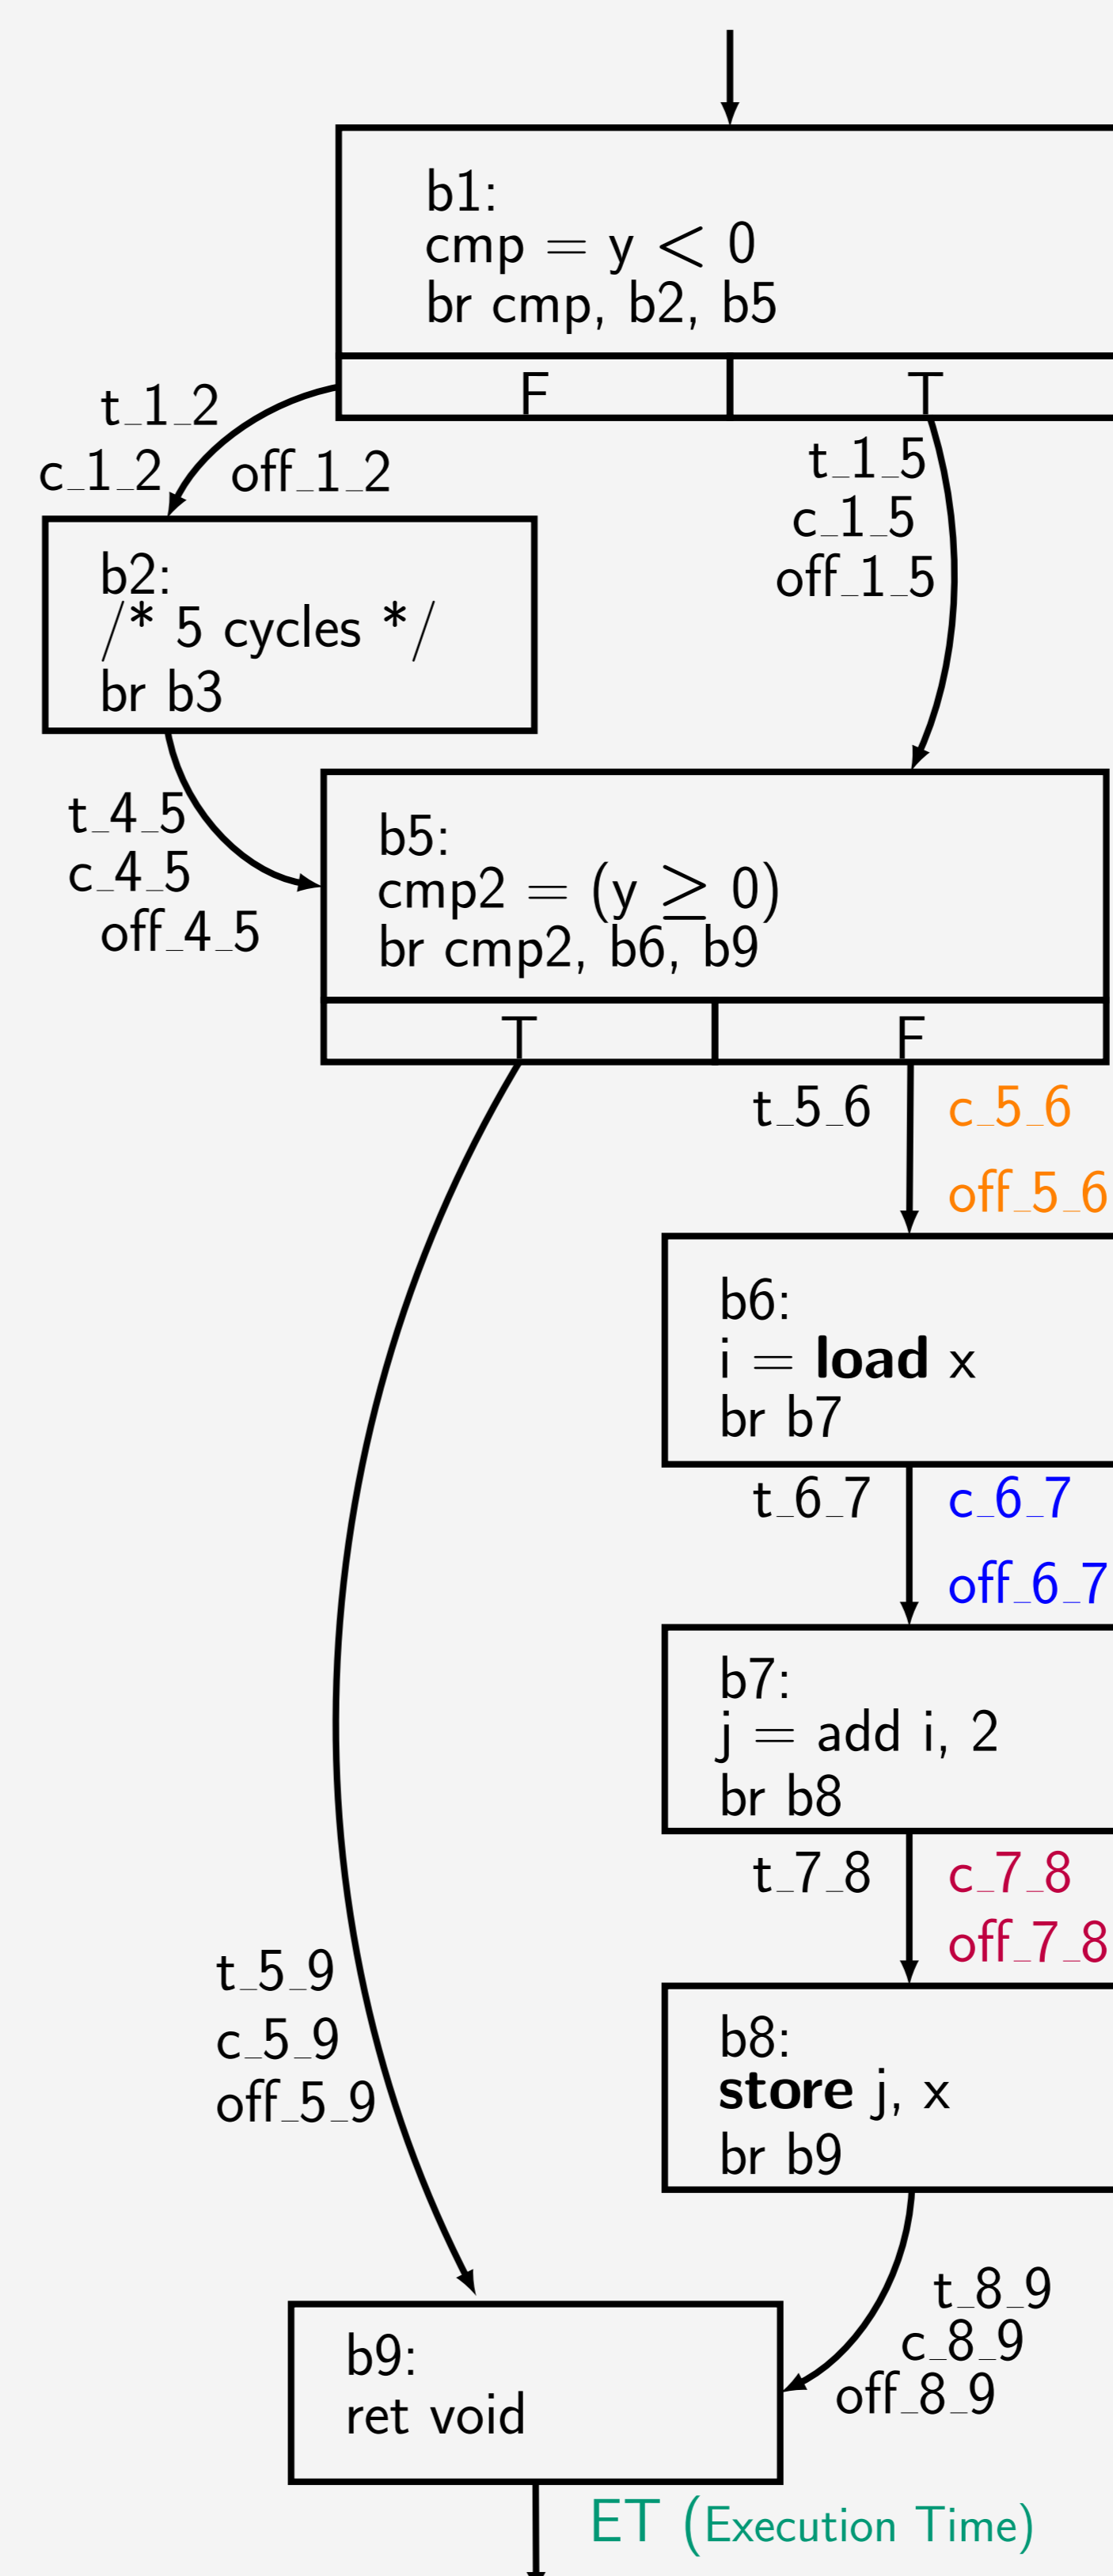 b1:
cmp = y < 0
br cmp, b2, b5
F
T
t_1_2
c_1_2
off_1_2
t_1_5
c_1_5
off_1_5
b2:
/* 5 cycles */
br b3
t_4_5
c_4_5
off_4_5
b5:
cmp2 = (y ≥ 0)
br cmp2, b6, b9
T
F
t_5_6
c_5_6
off_5_6
b6:
i = load x
br b7
t_6_7
c_6_7
off_6_7
b7:
j = add i, 2
br b8
t_7_8
c_7_8
off_7_8
b8:
store j, x
br b9
t_5_9
c_5_9
off_5_9
t_8_9
c_8_9
off_8_9
b9:
ret void
ET (Execution Time)